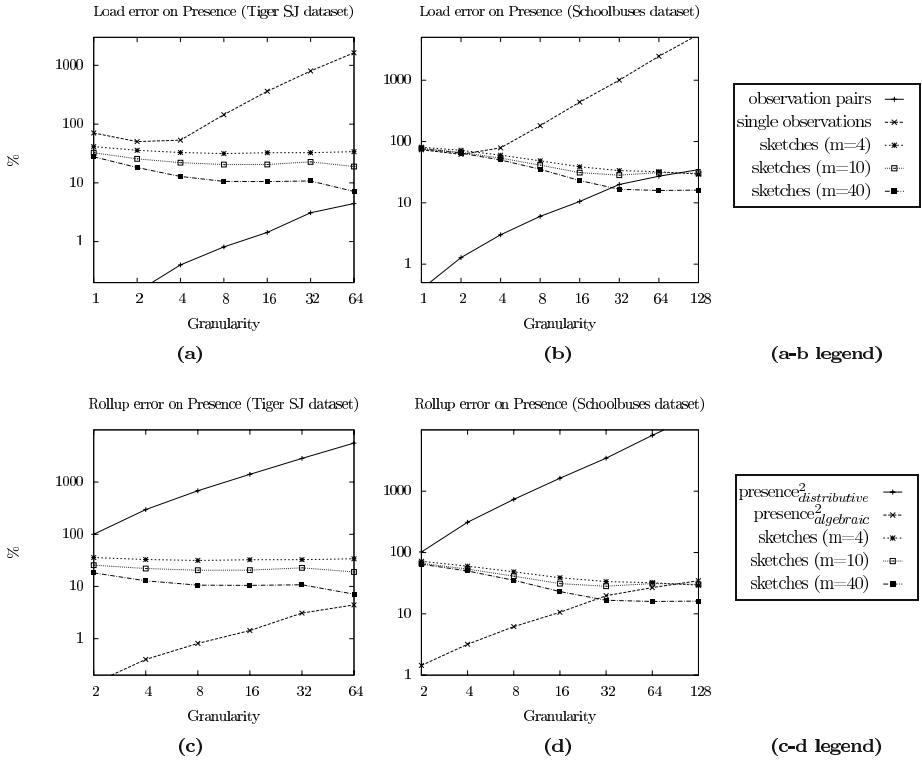 Load error on Presence (Tiger SJ dataset)
1000
100
10
1
%
1 2 4 8 16 32 64
Granularity
(a)
Load error on Presence (Schoolbuses dataset)
1000
100
10
1
1 2 4 8 16 32 64 128
Granularity
(b)
observation pairs
single observations
sketches (m=4)
sketches (m=10)
sketches (m=40)
(a-b legend)
Rollup error on Presence (Tiger SJ dataset)
1000
100
10
1
%
2 4 8 16 32 64
Granularity
(c)
Rollup error on Presence (Schoolbuses dataset)
1000
100
10
1
2 4 8 16 32 64 128
Granularity
(d)
presence²distributive
presence²algebraic
sketches (m=4)
sketches (m=10)
sketches (m=40)
(c-d legend)